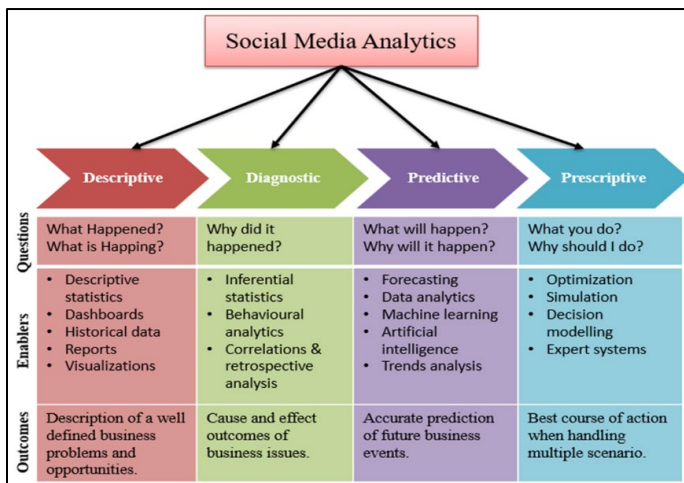 Social Media Analytics
Descriptive
Diagnostic
Predictive
Prescriptive
Questions
What Happened?
What is Happing?
Why did it
happened?
What will happen?
Why will it happen?
What you do?
Why should I do?
Enablers
• Descriptive
statistics
• Dashboards
• Historical data
• Reports
• Visualizations
• Inferential
statistics
• Behavioural
analytics
• Correlations &
retrospective
analysis
• Forecasting
• Data analytics
• Machine learning
• Artificial
intelligence
• Trends analysis
• Optimization
• Simulation
• Decision
modelling
• Expert systems
Outcomes
Description of a well
defined business
problems and
opportunities.
Cause and effect
outcomes of
business issues.
Accurate prediction
of future business
events.
Best course of action
when handling
multiple scenario.